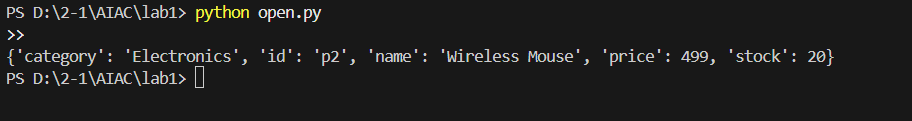 PS D:\2-1\AIAC\lab1> python open.py
>>
{'category': 'Electronics', 'id': 'p2', 'name': 'Wireless Mouse', 'price': 499, 'stock': 20}
PS D:\2-1\AIAC\lab1>